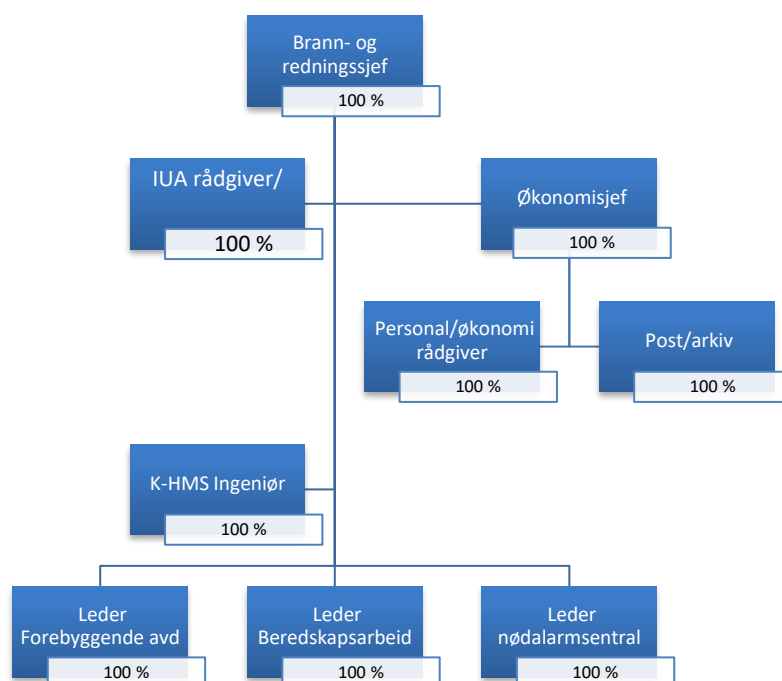 Brann- og
redningssjef
100 %
IUA rådgiver/
100 %
Økonomisjef
100 %
Personal/økonomi
rådgiver
100 %
Post/arkiv
100 %
K-HMS Ingeniør
100 %
Leder
Forebyggende avd
100 %
Leder
Beredskapsarbeid
100 %
Leder
nødalarmsentral
100 %